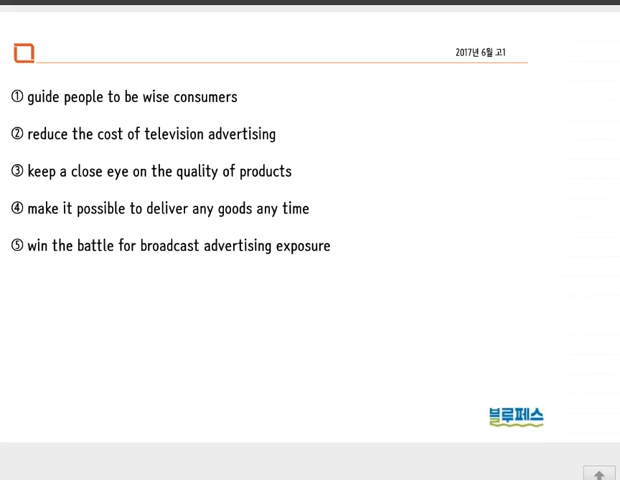 2017년 6월 고1
① guide people to be wise consumers
② reduce the cost of television advertising
③ keep a close eye on the quality of products
④ make it possible to deliver any goods any time
⑤ win the battle for broadcast advertising exposure
블루페스